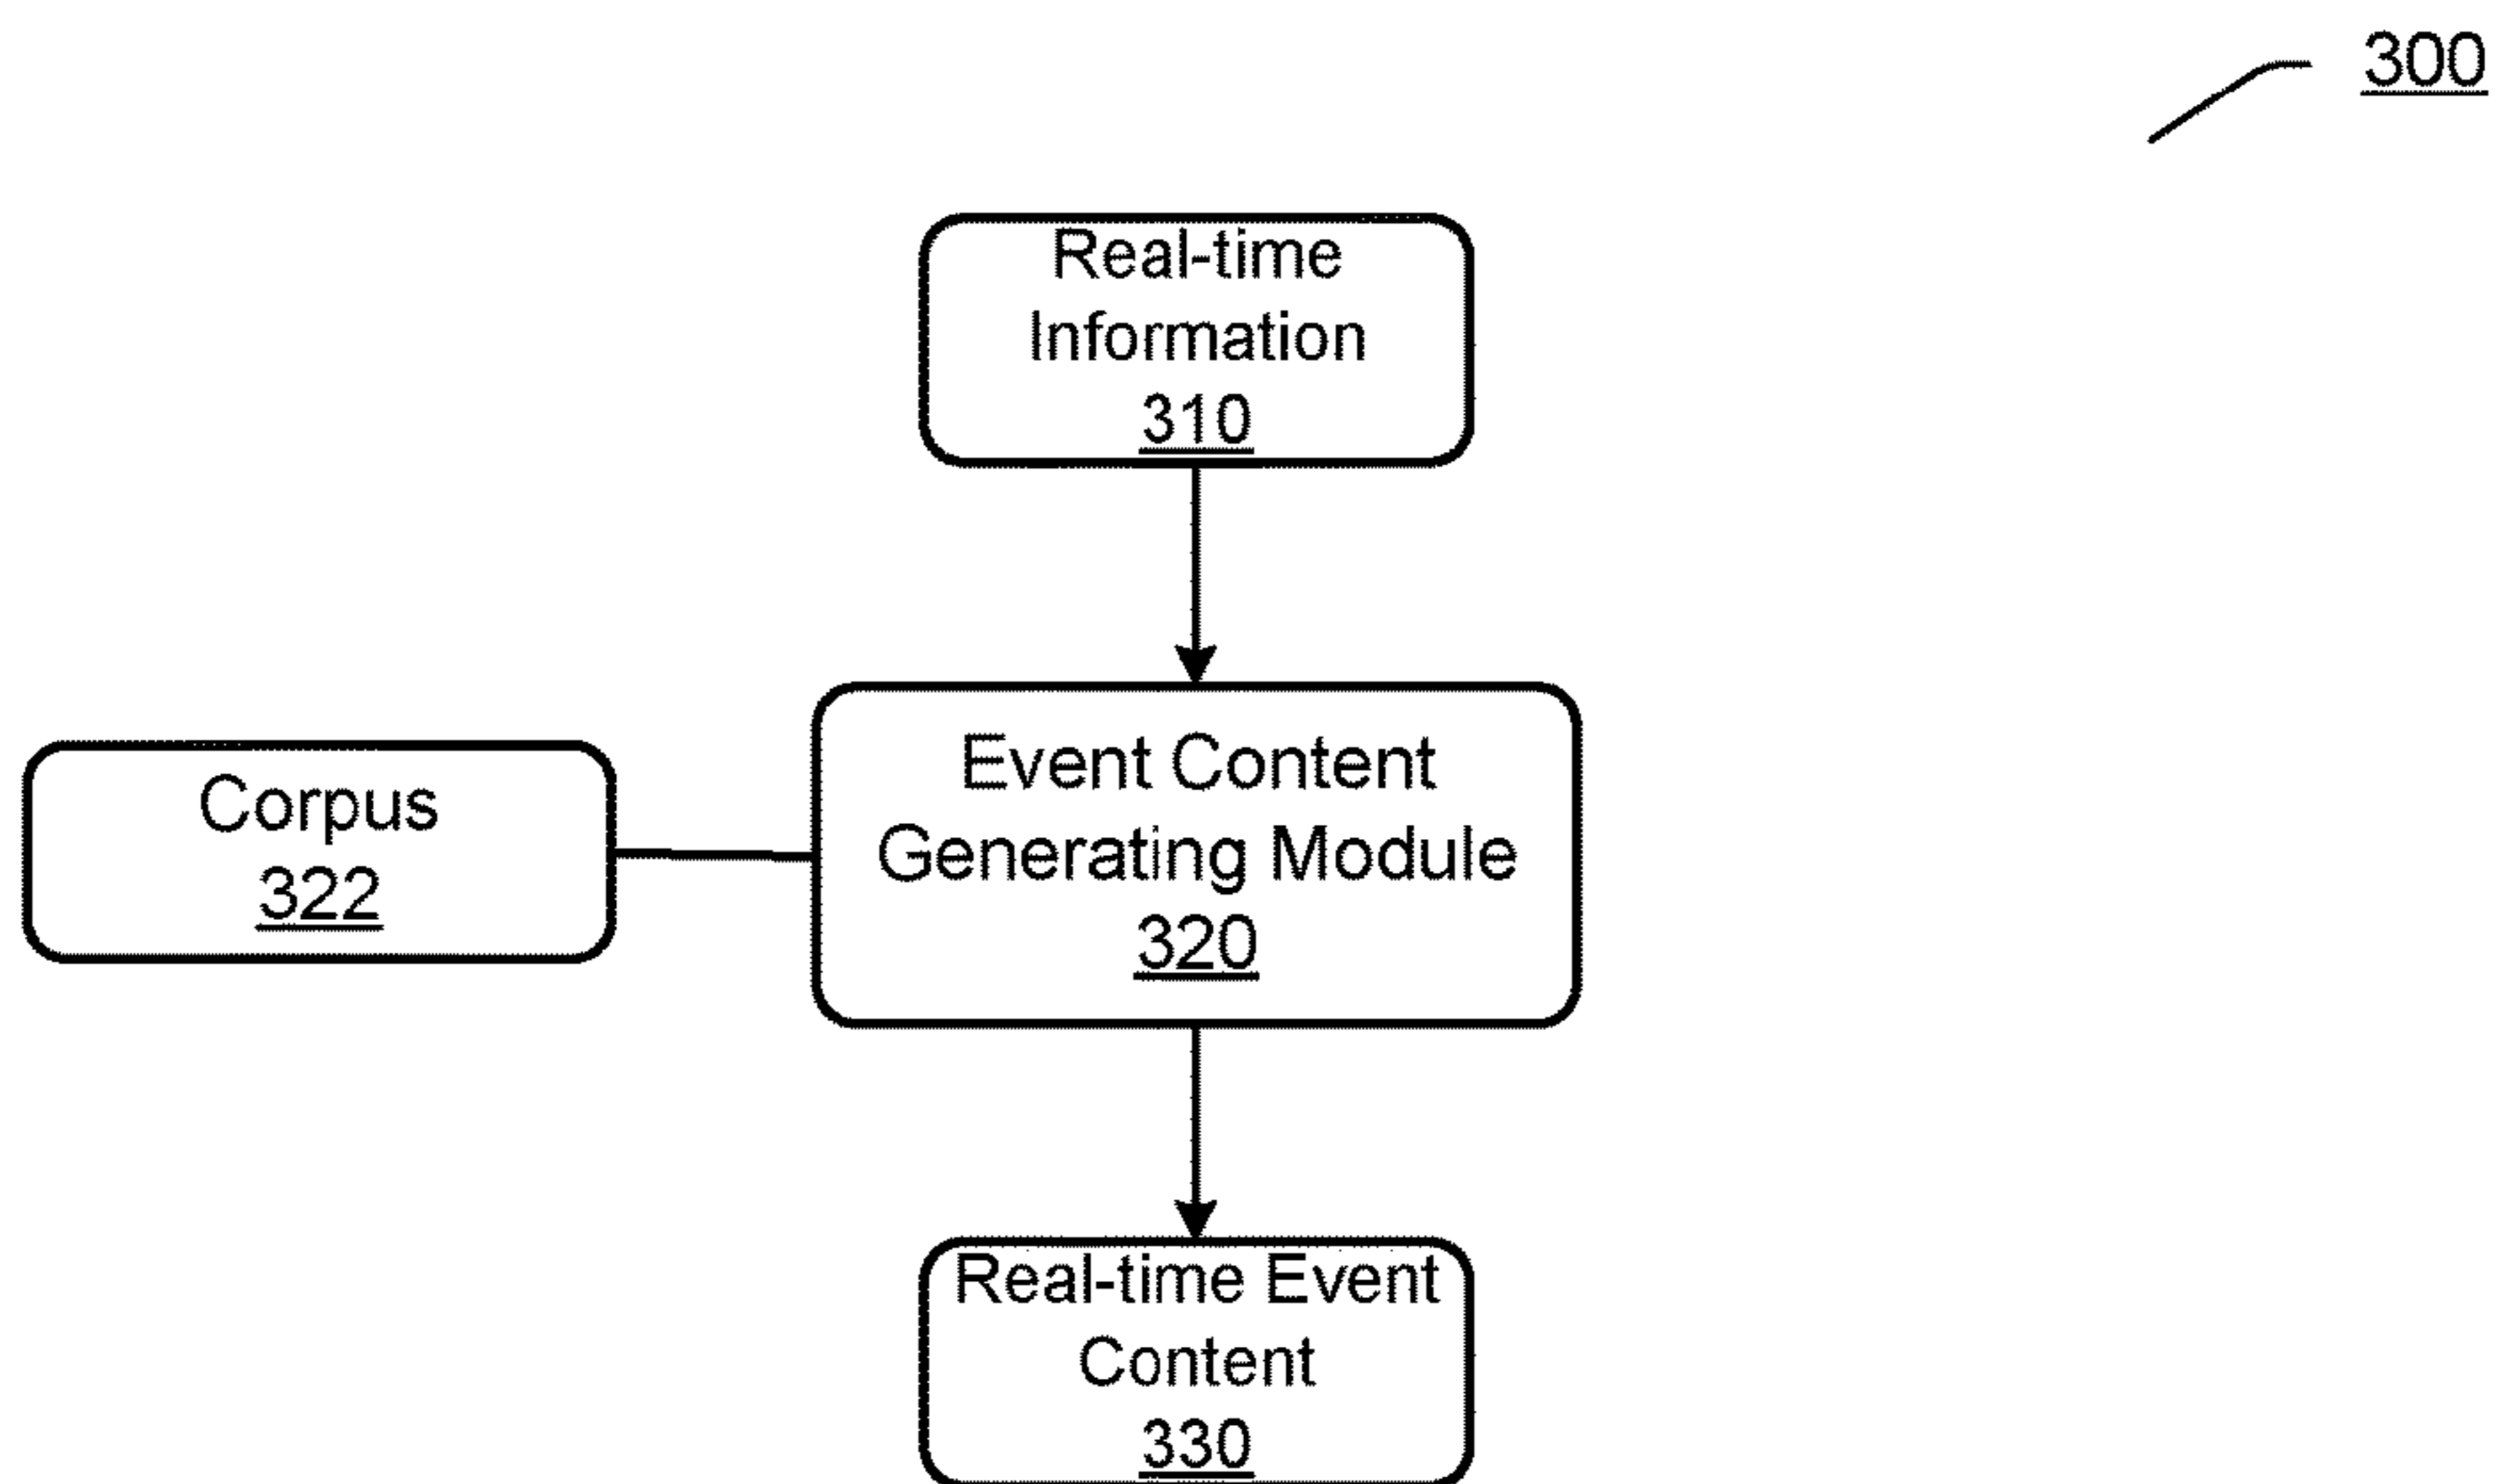 300
Real-time
Information
310
Corpus
322
Event Content
Generating Module
320
Real-time Event
Content
330